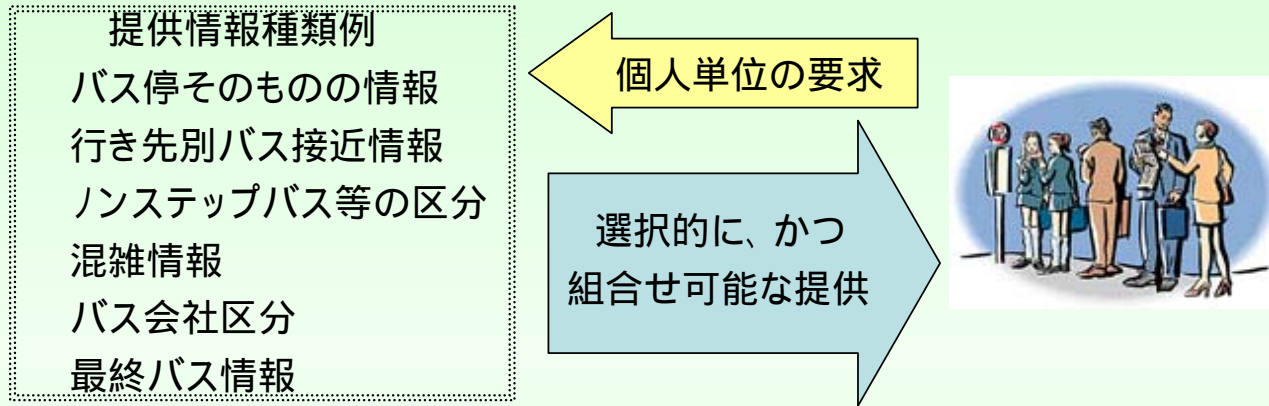 提供情報種類例
バス停そのものの情報
行き先別バス接近情報
ノンステップバス等の区分
混雑情報
バス会社区分
最終バス情報
個人単位の要求
選択的に、かつ
組合せ可能な提供